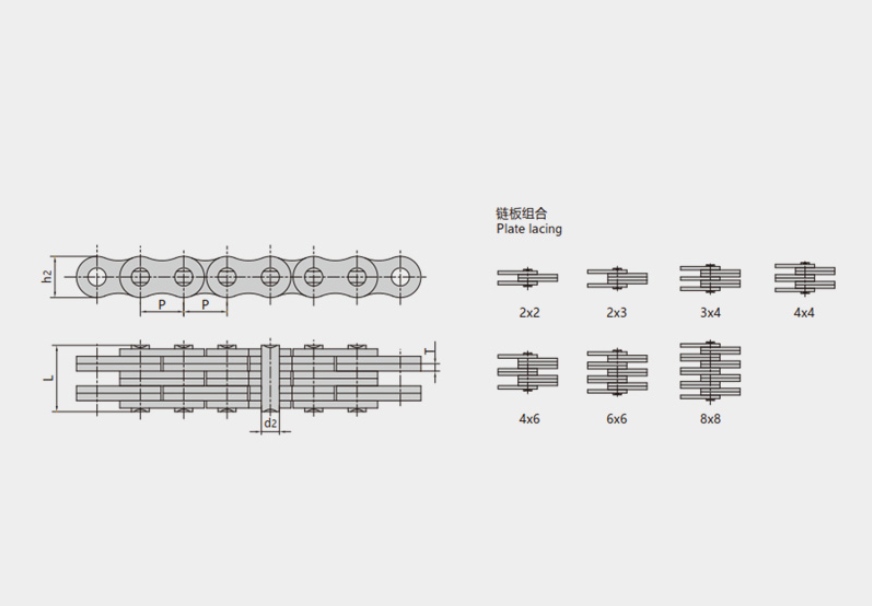 链板组合
Plate lacing
h2
P
P
2x2
2x3
3x4
4x4
T
L
d2
4x6
6x6
8x8